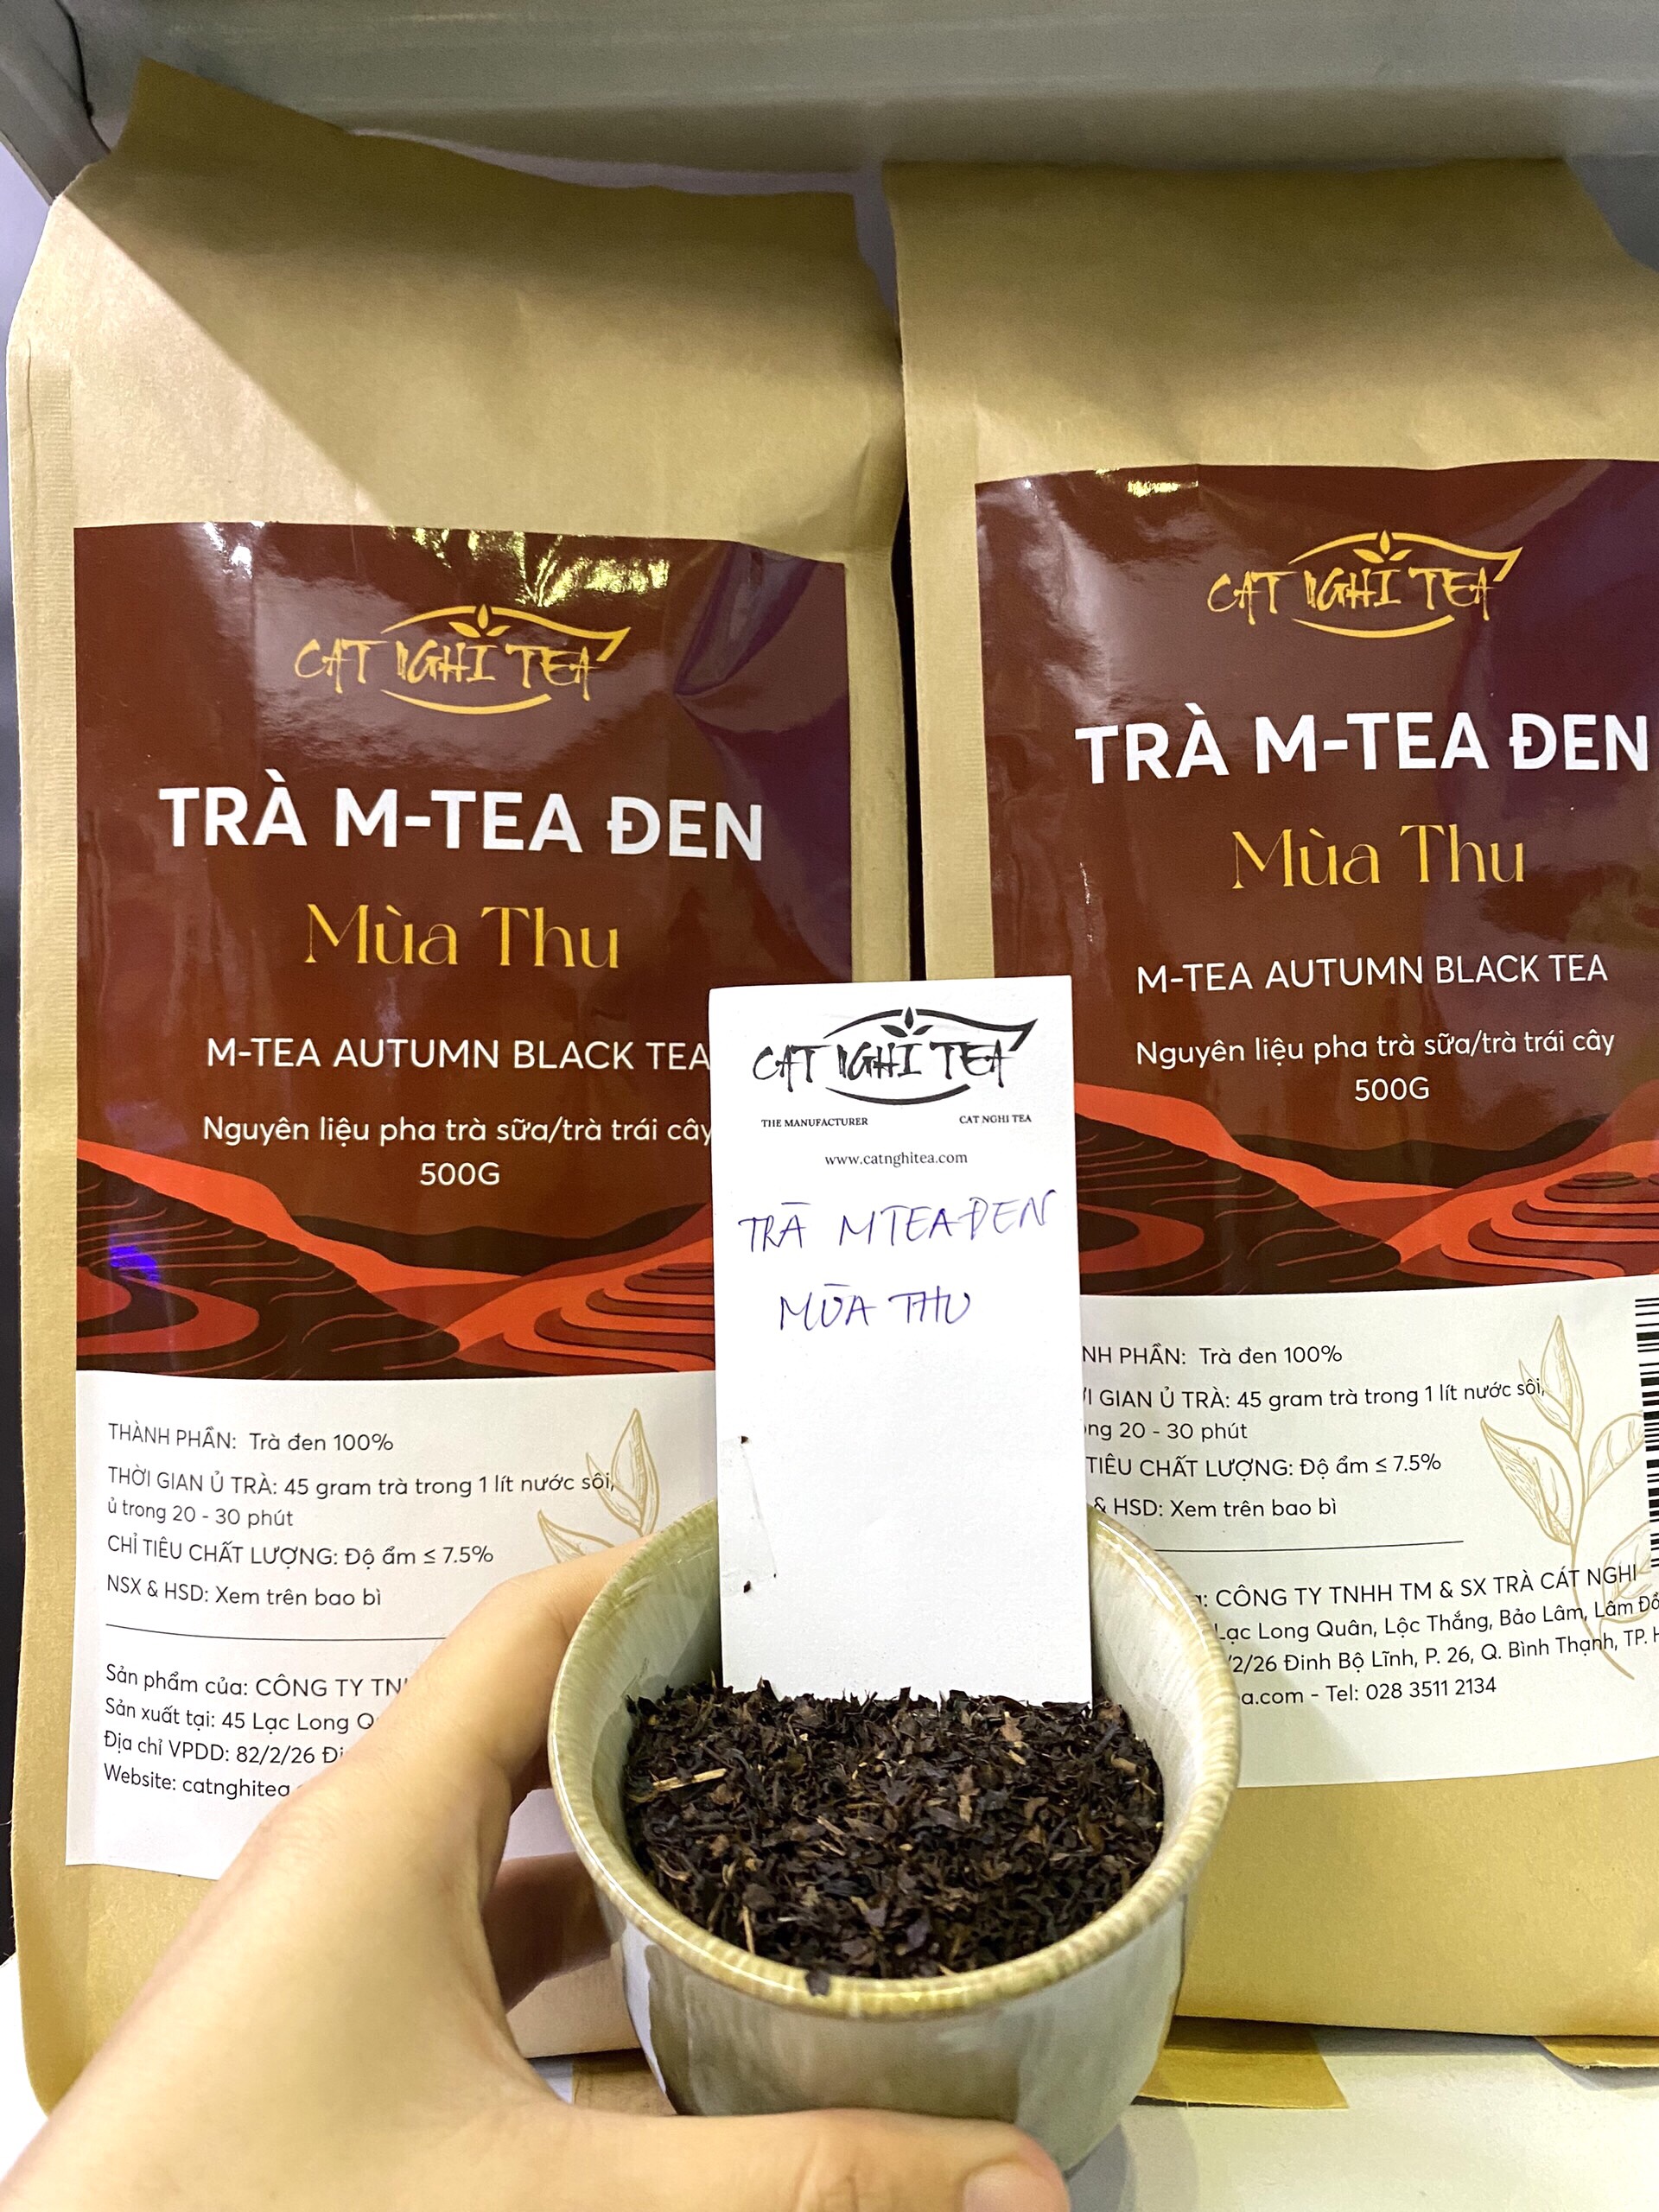 CAT NGHI TEA
TRÀ M-TEA ĐEN
Mùa Thu
M-TEA AUTUMN BLACK TEA
Nguyên liệu pha trà sữa/trà trái cây
500G
THÀNH PHẦN: Trà đen 100%
THỜI GIAN Ủ TRÀ: 45 gram trà trong 1 lít nước sôi,
ủ trong 20 - 30 phút
CHỈ TIÊU CHẤT LƯỢNG: Độ ẩm ≤ 7.5%
NSX & HSD: Xem trên bao bì
Sản phẩm của: CÔNG TY
Sản xuất tại: 45 Lạc Long
Địa chỉ VPDD: 82/2/26
Website: catnghitea
CAT NGHI TEA
THE MANUFACTURER CAT NGHI TEA
www.catnghitea.com
TRÀ MTEA ĐEN
MÙA THU
CAT NGHI TEA
TRÀ M-TEA ĐEN
Mùa Thu
M-TEA AUTUMN BLACK TEA
Nguyên liệu pha trà sữa/trà trái cây
500G
PHẦN: Trà đen 100%
GIAN Ủ TRÀ: 45 gram trà trong 1 lít nước sôi,
20 - 30 phút
TIÊU CHẤT LƯỢNG: Độ ẩm ≤ 7.5%
& HSD: Xem trên bao bì
CÔNG TY TNHH TM & SX TRÀ CÁT NGHI
Lạc Long Quân, Lộc Thắng, Bảo Lâm, Lâm
/2/26 Đinh Bộ Lĩnh, P. 26, Q. Bình Thạnh, TP.
a.com - Tel: 028 3511 2134